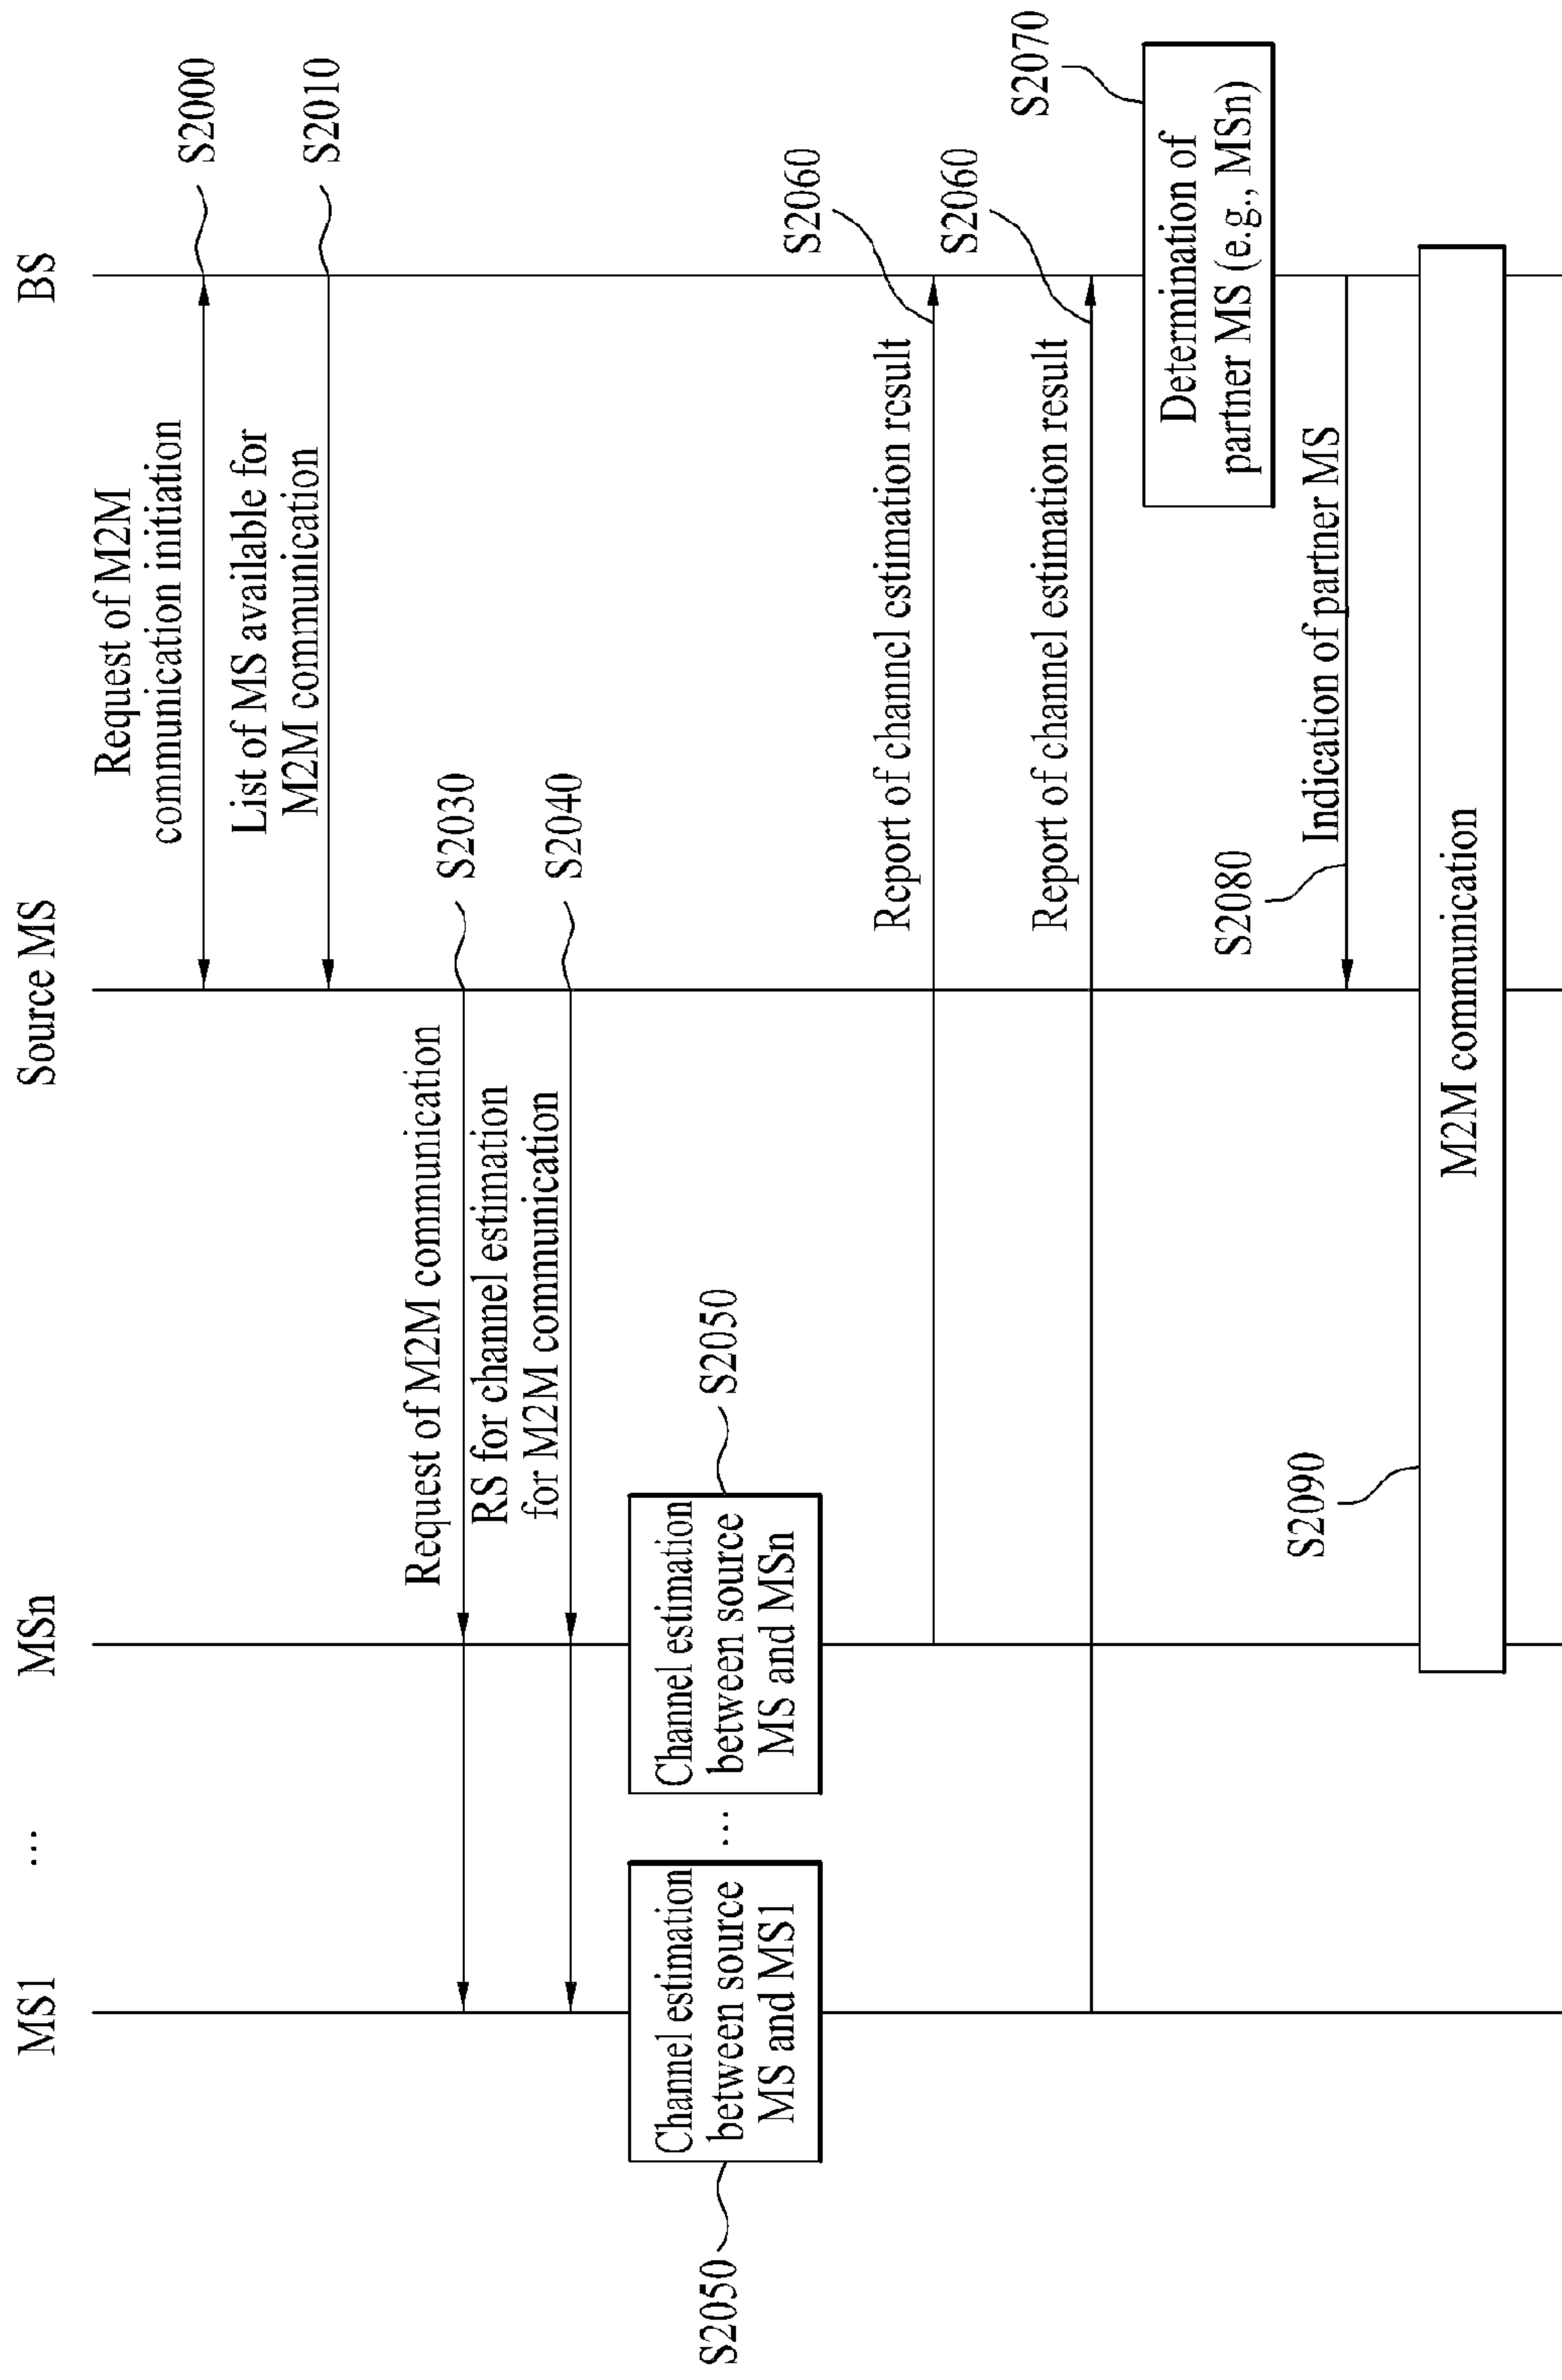 MS1
...
MSn
Source MS
BS
Request of M2M
communication initiation
S2000
List of MS available for
M2M communication
S2010
Request of M2M communication
S2030
RS for channel estimation
for M2M communication
S2040
S2050
Channel estimation
between source
MS and MS1
...
Channel estimation
between source
MS and MSn
S2050
Report of channel estimation result
S2060
Report of channel estimation result
S2060
Determination of
partner MS (e.g., MSn)
S2070
S2080
Indication of partner MS
S2090
M2M communication